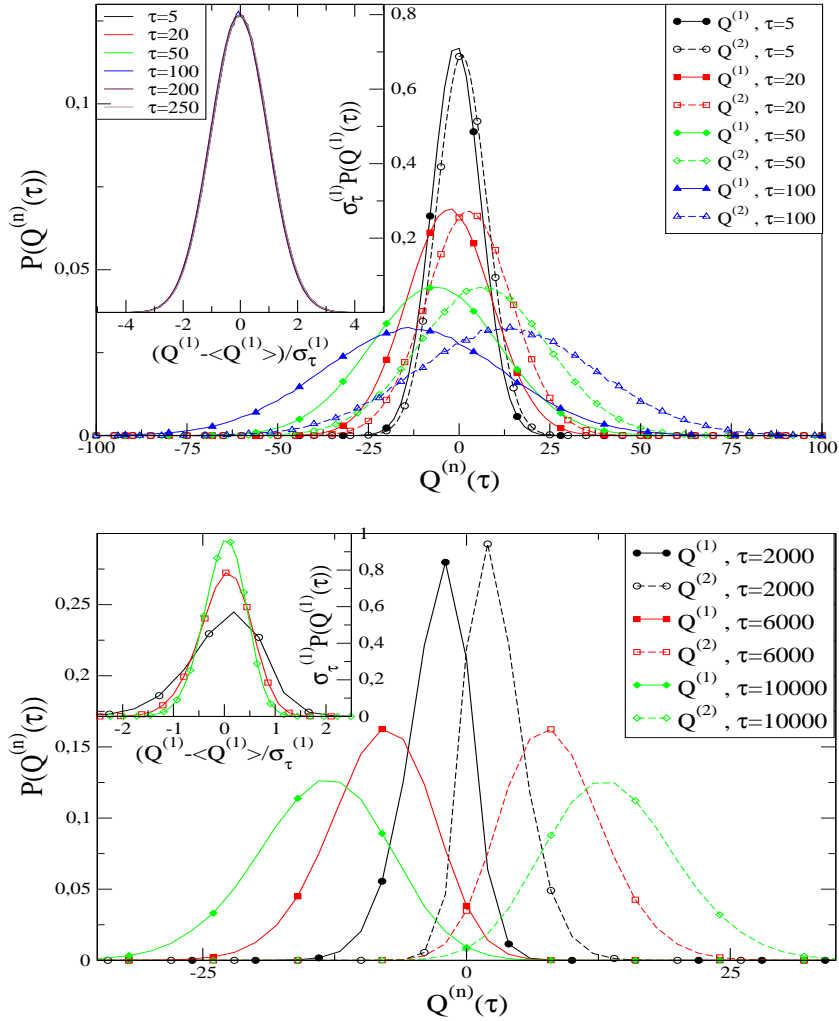 τ=5
τ=20
τ=50
τ=100
τ=200
τ=250
0,8
0,6
0,4
0,2
0
σ_τ^(1) P(Q^(1)(τ))
-4 -2 0 2 4
(Q^(1)-<Q^(1)>)/σ_τ^(1)
Q^(1) , τ=5
Q^(2) , τ=5
Q^(1) , τ=20
Q^(2) , τ=20
Q^(1) , τ=50
Q^(2) , τ=50
Q^(1) , τ=100
Q^(2) , τ=100
0,1
0,05
0
P(Q^(n)(τ))
-100 -75 -50 -25 0 25 50 75 100
Q^(n)(τ)
1
0,8
0,6
0,4
0,2
0
σ_τ^(1) P(Q^(1)(τ))
-2 -1 0 1 2
(Q^(1)-<Q^(1)>/σ_τ^(1)
Q^(1) , τ=2000
Q^(2) , τ=2000
Q^(1) , τ=6000
Q^(2) , τ=6000
Q^(1) , τ=10000
Q^(2) , τ=10000
0,25
0,2
0,15
0,1
0,05
0
P(Q^(n)(τ))
-25 0 25
Q^(n)(τ)